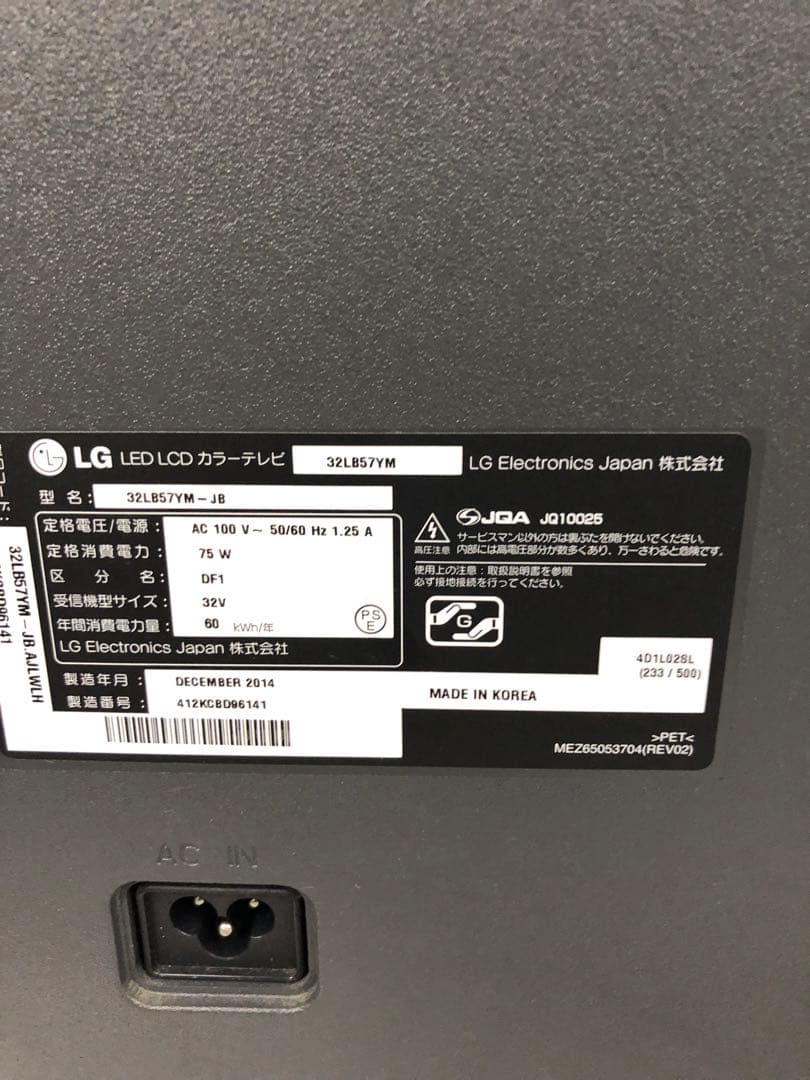 LG LED LCD カラーテレビ 32LB57YM LG Electronics Japan 株式会社
型 名： 32LB57YM-JB
定格電圧/電源： AC 100 V~ 50/60 Hz 1.25 A
定格消費電力： 75 W
区 分 名： DF1
受信機型サイズ： 32V
年間消費電力量： 60 kWh/年
PS
E
LG Electronics Japan 株式会社
製造年月： DECEMBER 2014
製造番号： 412KCBD96141
JQA JQ10025
高圧注意
サービスマン以外の方は裏ぶたを開けないでください。
内部には高電圧部分が数多くあり、万一さわると危険です。
使用上の注意：取扱説明書を参照
必ず接地接続を行ってください。
G
4D1L028L
(233 / 500)
MADE IN KOREA
>PET<
MEZ65053704(REV02)
32LB57YM-JB.AJLWLH
AC IN